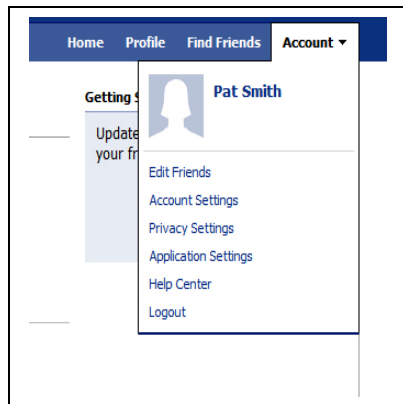 Home Profile Find Friends Account ▾
Getting S
Pat Smith
Update
your fr
Edit Friends
Account Settings
Privacy Settings
Application Settings
Help Center
Logout